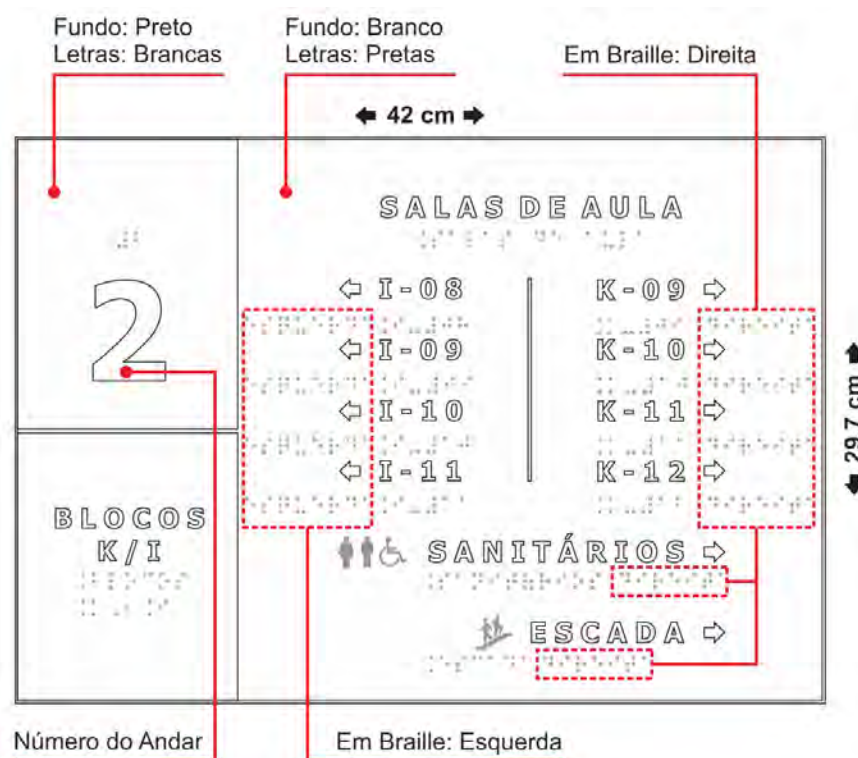 Fundo: Preto
Letras: Brancas
Fundo: Branco
Letras: Pretas
Em Braille: Direita
42 cm
SALAS DE AULA
2
I-08
K-09
I-09
K-10
I-10
K-11
I-11
K-12
29,7 cm
BLOCOS
K/I
SANITÁRIOS
ESCADA
Número do Andar
Em Braille: Esquerda